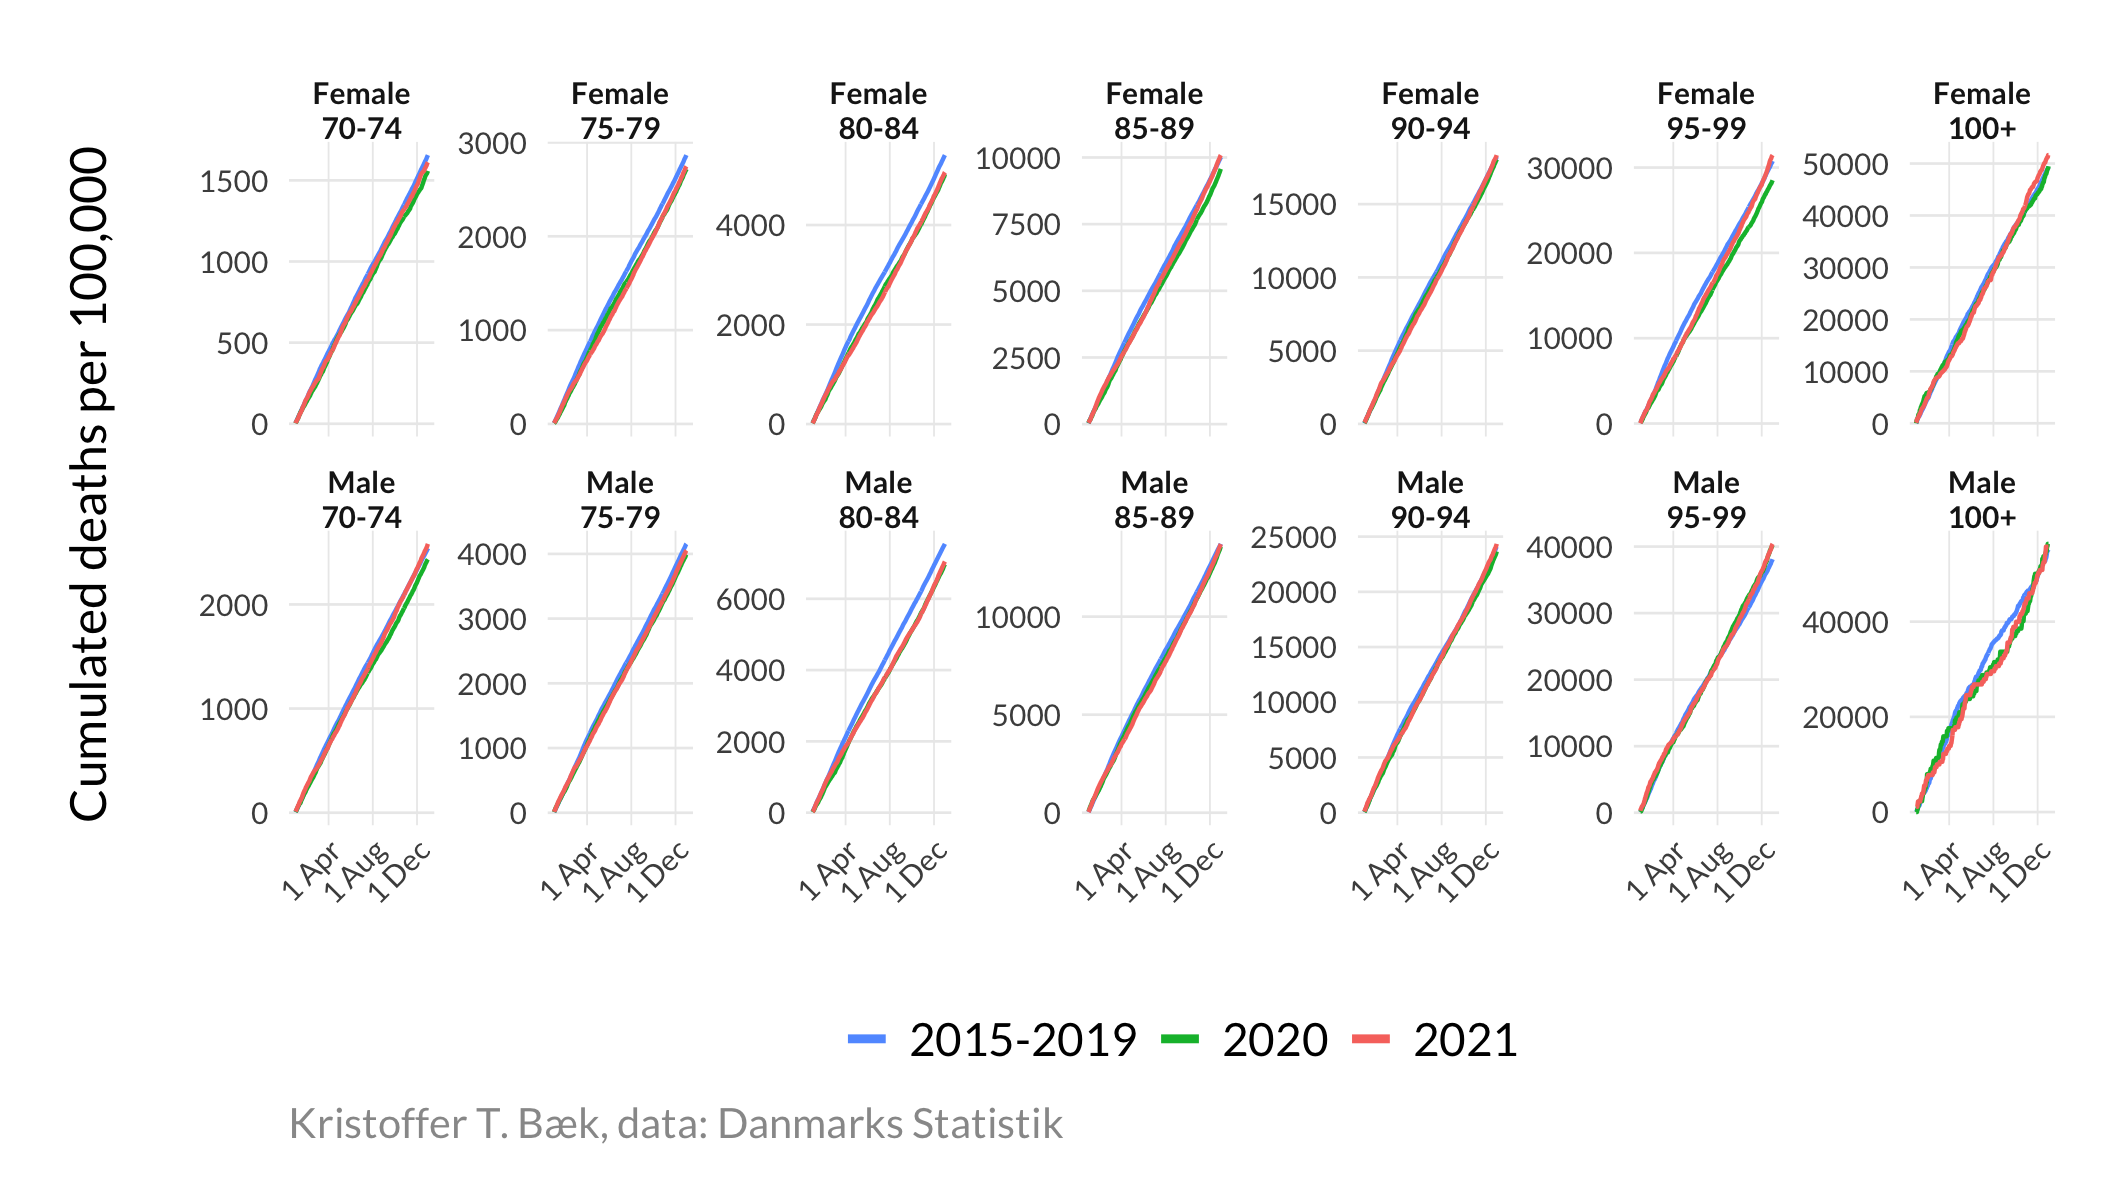 Cumulated deaths per 100,000
Female
70-74
1500
1000
500
0
Female
75-79
3000
2000
1000
0
Female
80-84
4000
2000
0
Female
85-89
10000
7500
5000
2500
0
Female
90-94
15000
10000
5000
0
Female
95-99
30000
20000
10000
0
Female
100+
50000
40000
30000
20000
10000
0
Male
70-74
2000
1000
0
1 Apr
1 Aug
1 Dec
Male
75-79
4000
3000
2000
1000
0
1 Apr
1 Aug
1 Dec
Male
80-84
6000
4000
2000
0
1 Apr
1 Aug
1 Dec
Male
85-89
10000
5000
0
1 Apr
1 Aug
1 Dec
Male
90-94
25000
20000
15000
10000
5000
0
1 Apr
1 Aug
1 Dec
Male
95-99
40000
30000
20000
10000
0
1 Apr
1 Aug
1 Dec
Male
100+
40000
20000
0
1 Apr
1 Aug
1 Dec
2015-2019 2020 2021
Kristoffer T. Bæk, data: Danmarks Statistik